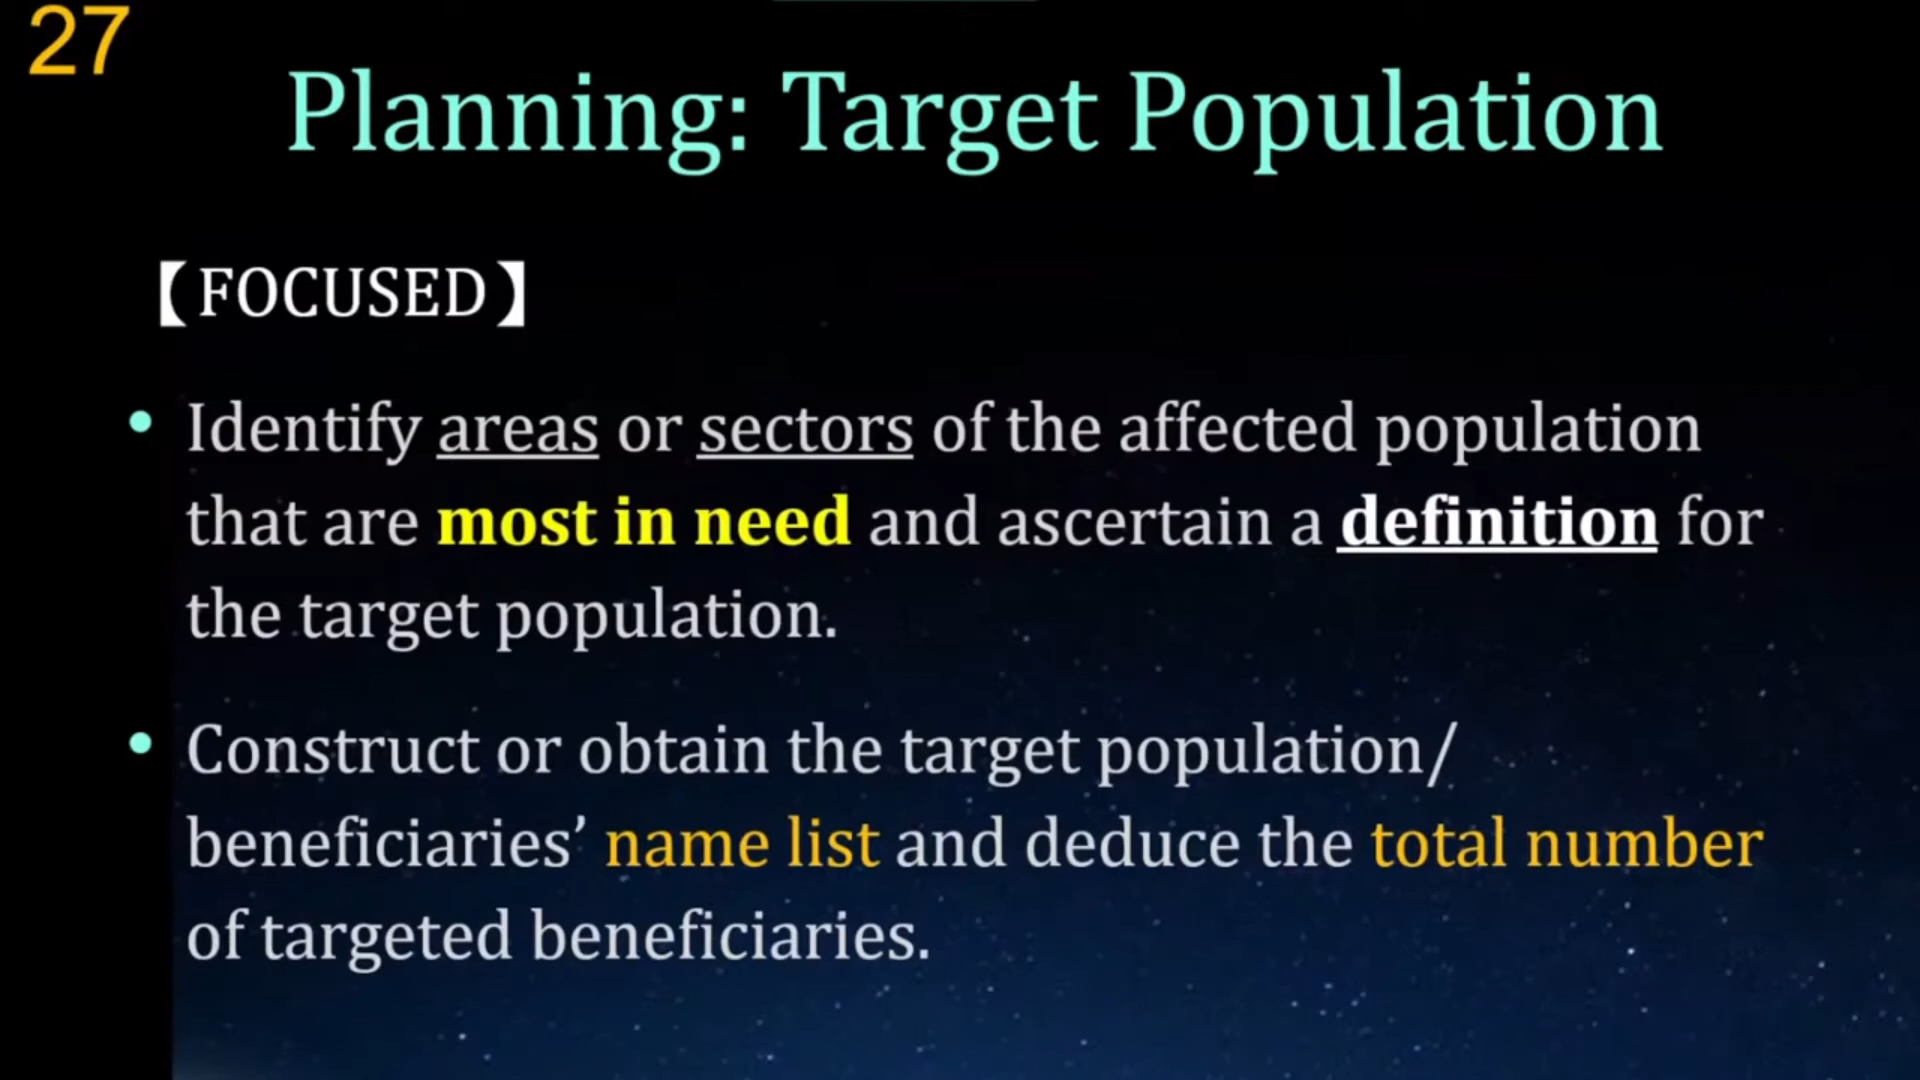 27
Planning: Target Population
【FOCUSED】
• Identify areas or sectors of the affected population
that are most in need and ascertain a definition for
the target population.
• Construct or obtain the target population/
beneficiaries’ name list and deduce the total number
of targeted beneficiaries.